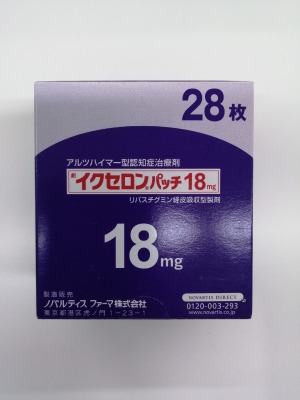 28枚
アルツハイマー型認知症治療剤
劇 イクセロン®パッチ18mg
リバスチグミン経皮吸収型製剤
18mg
製造販売
ノバルティス ファーマ株式会社
東京都港区虎ノ門1-23-1
NOVARTIS DIRECT
0120-003-293
www.novartis.co.jp